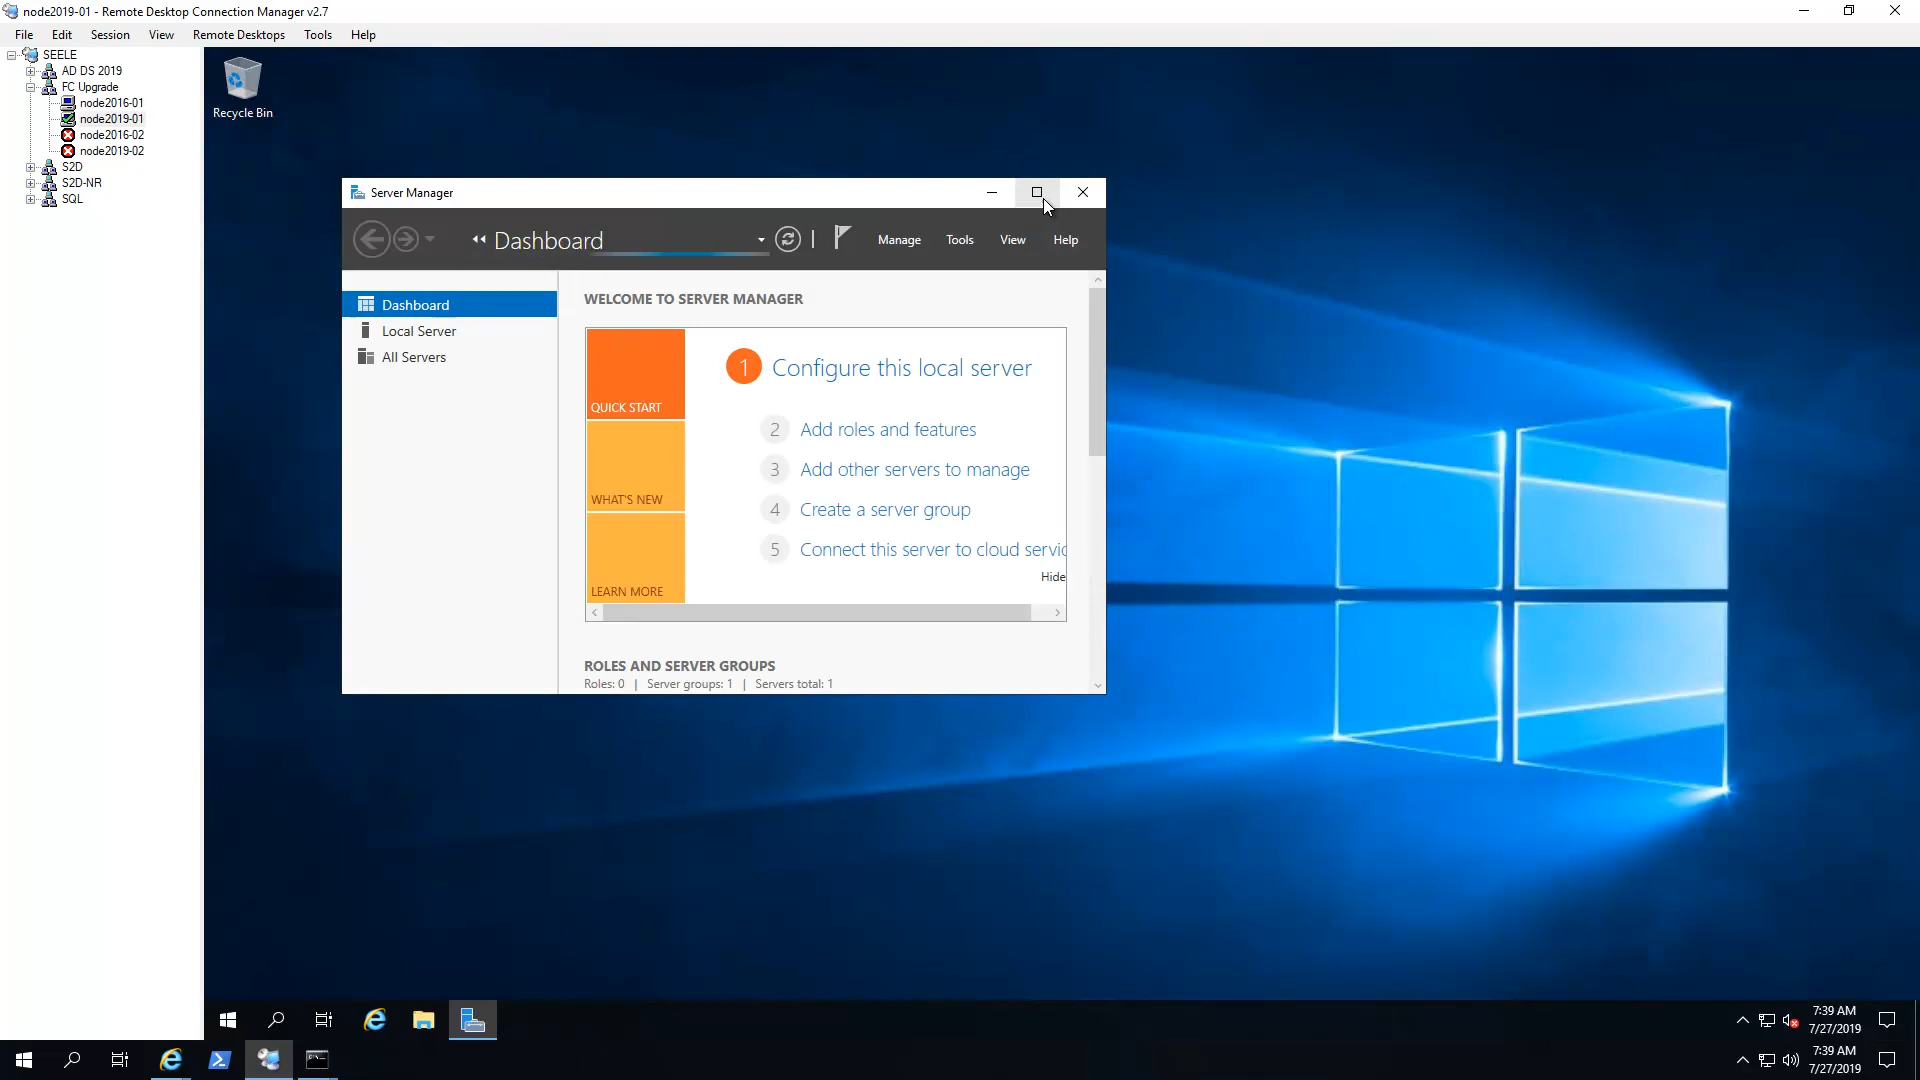 node2019-01 - Remote Desktop Connection Manager v2.7
File Edit Session View Remote Desktops Tools Help
SEELE
AD DS 2019
FC Upgrade
node2016-01
node2019-01
node2016-02
node2019-02
S2D
S2D-NR
SQL
Recycle Bin
Server Manager
Dashboard
Manage Tools View Help
Dashboard
Local Server
All Servers
WELCOME TO SERVER MANAGER
QUICK START
WHAT'S NEW
LEARN MORE
1 Configure this local server
2 Add roles and features
3 Add other servers to manage
4 Create a server group
5 Connect this server to cloud servic
Hide
ROLES AND SERVER GROUPS
Roles: 0 | Server groups: 1 | Servers total: 1
7:39 AM
7/27/2019
7:39 AM
7/27/2019